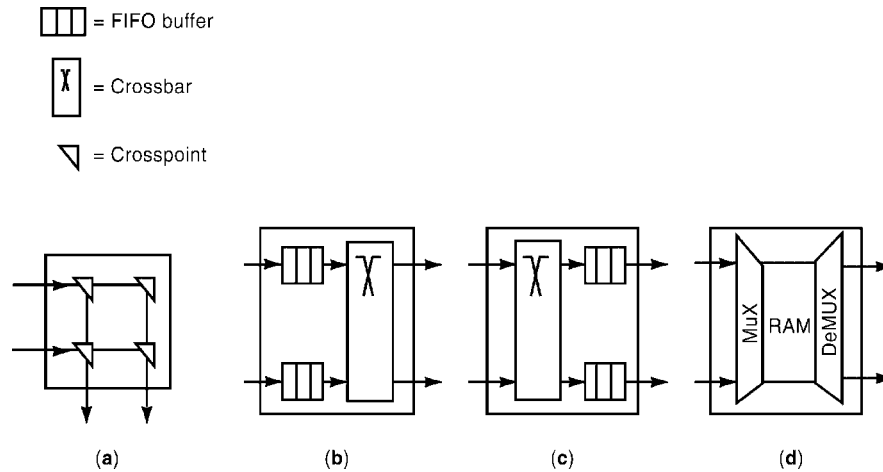 = FIFO buffer
= Crossbar
= Crosspoint
MuX
RAM
DeMUX
(a)
(b)
(c)
(d)